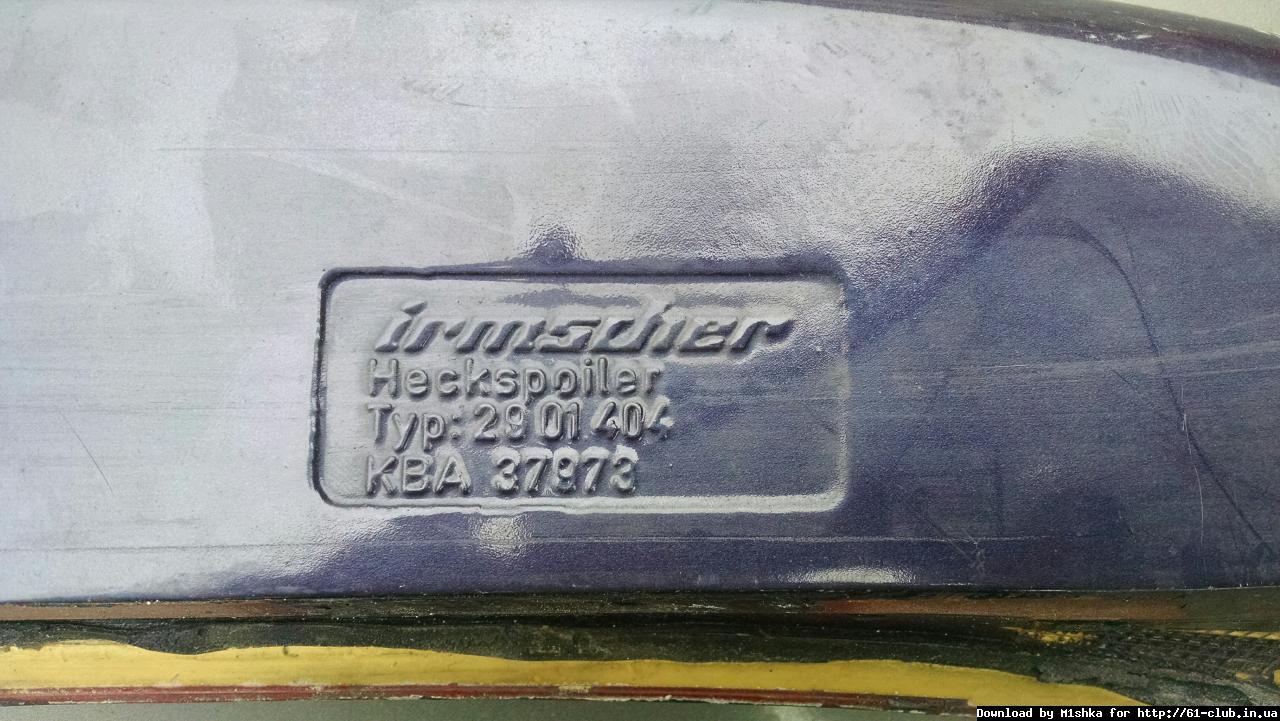 irmscher
Heckspoiler
Typ: 29 01 404
KBA 37973
Download by M1shka for http://61-club.in.ua